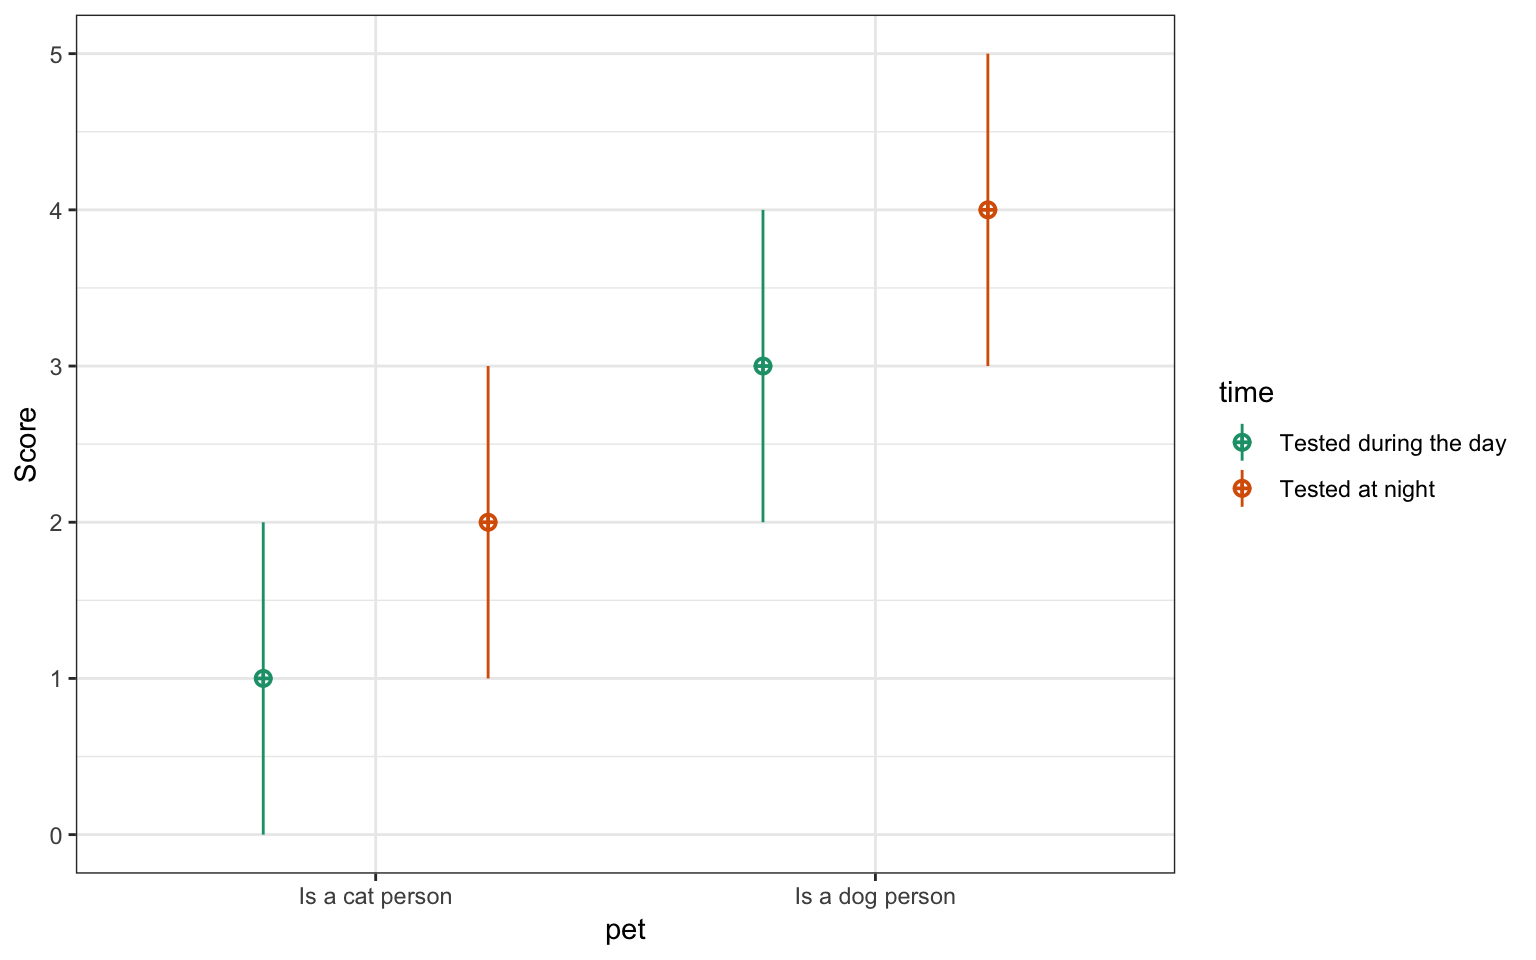 Score
5
4
3
2
1
0
Is a cat person
Is a dog person
pet
time
Tested during the day
Tested at night